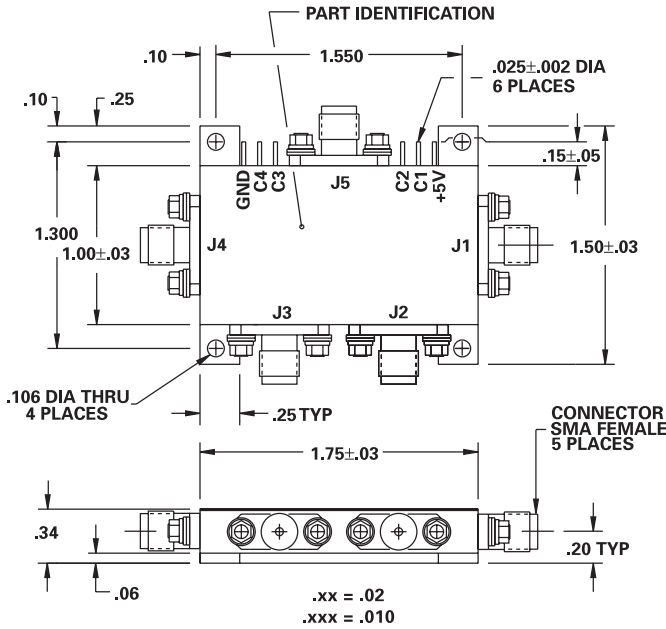 PART IDENTIFICATION
.10
1.550
.025±.002 DIA
6 PLACES
.10
.25
.15±.05
GND
C4
C3
J5
C2
C1
+5V
J4
J1
1.300
1.00±.03
1.50±.03
J3
J2
.106 DIA THRU
4 PLACES
.25 TYP
CONNECTOR
SMA FEMALE
5 PLACES
1.75±.03
.34
.20 TYP
.06
.xx = .02
.xxx = .010